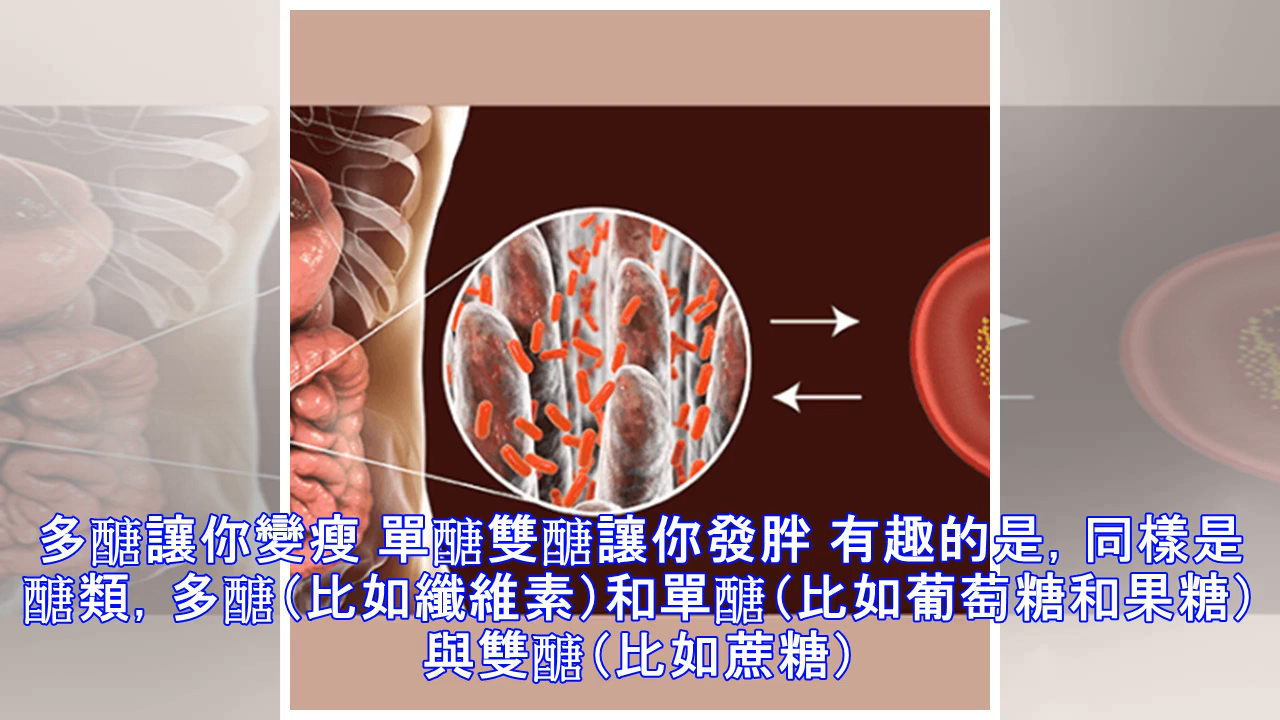 多醣讓你變瘦 單醣雙醣讓你發胖 有趣的是, 同樣是
醣類, 多醣(比如纖維素)和單醣(比如葡萄糖和果糖)
與雙醣(比如蔗糖)